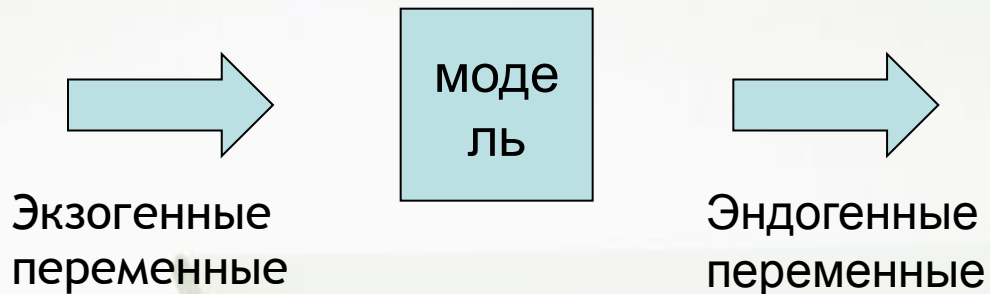 моде
ль
Экзогенные
переменные
Эндогенные
переменные